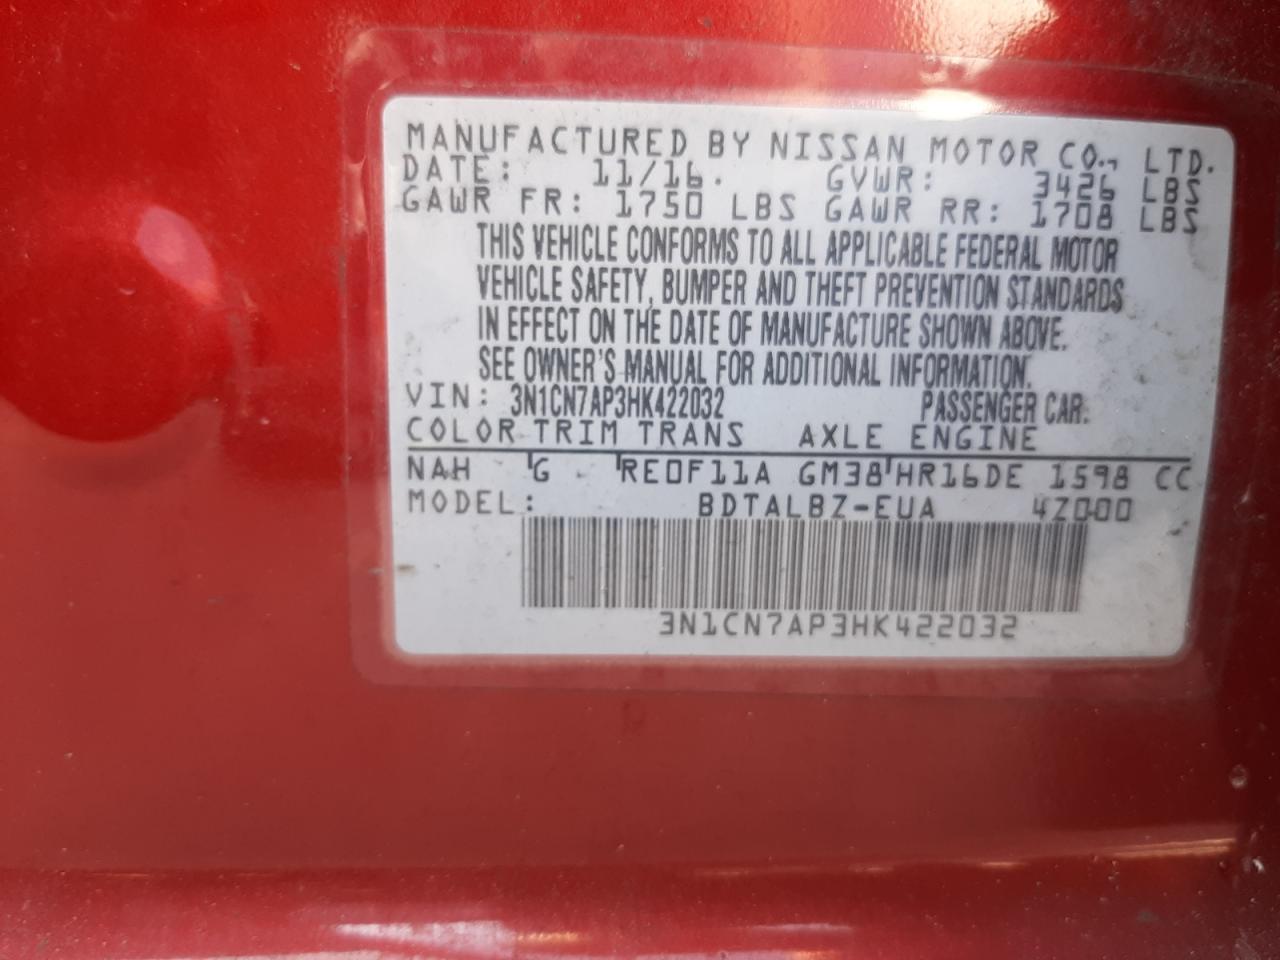 MANUFACTURED BY NISSAN MOTOR CO., LTD.
DATE: 11/16. GVWR: 3426 LBS
GAWR FR: 1750 LBS GAWR RR: 1708 LBS
THIS VEHICLE CONFORMS TO ALL APPLICABLE FEDERAL MOTOR
VEHICLE SAFETY, BUMPER AND THEFT PREVENTION STANDARDS
IN EFFECT ON THE DATE OF MANUFACTURE SHOWN ABOVE.
SEE OWNER'S MANUAL FOR ADDITIONAL INFORMATION.
VIN: 3N1CN7AP3HK422032 PASSENGER CAR.
COLOR TRIM TRANS AXLE ENGINE
NAH G RE0F11A GM38 HR16DE 1598 CC
MODEL: BDTALBZ-EUA 4Z000
3N1CN7AP3HK422032